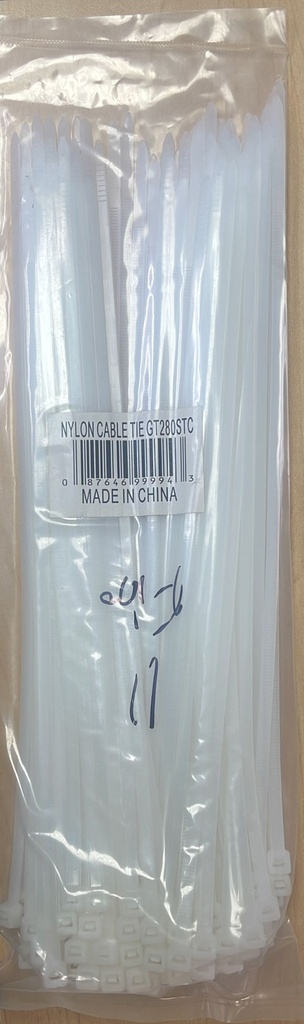 NYLON CABLE TIE GT280STC
0 87646 99994 3
MADE IN CHINA
11"